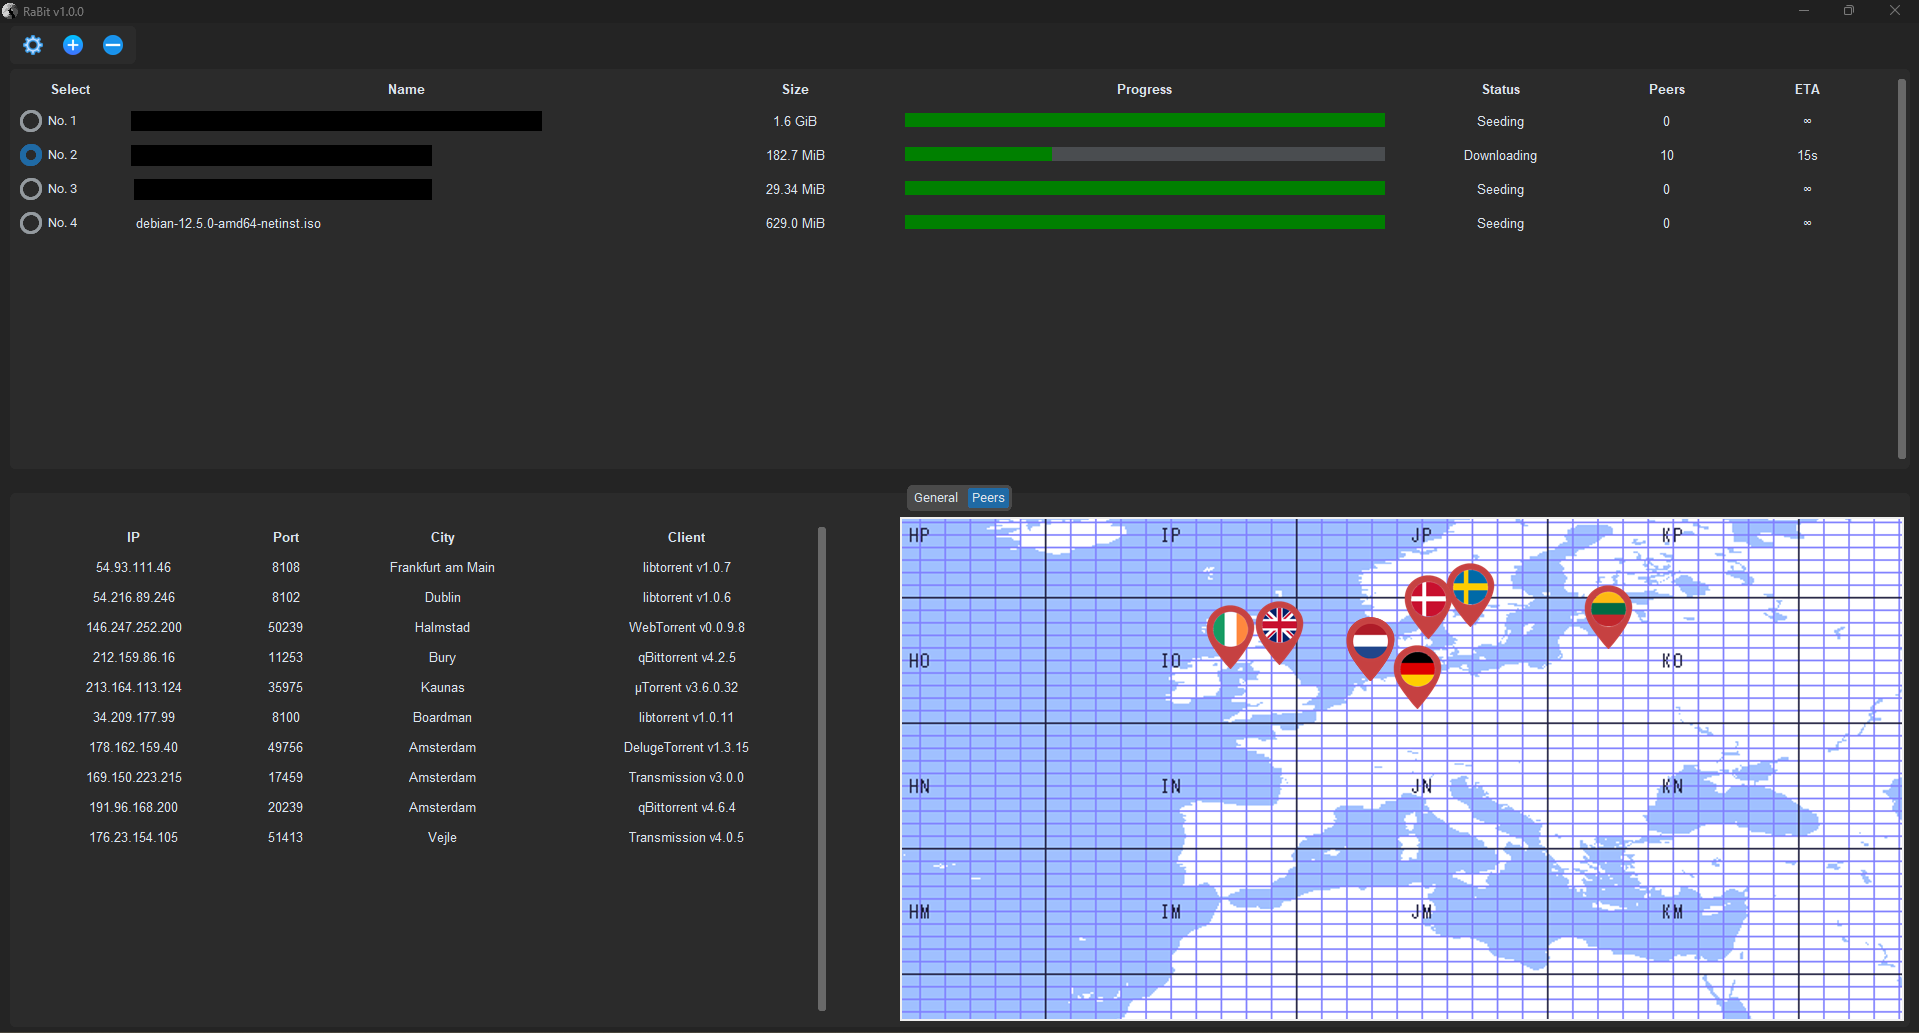 RaBit v1.0.0
Select Name Size Progress Status Peers ETA
No. 1 1.6 GiB Seeding 0 ∞
No. 2 182.7 MiB Downloading 10 15s
No. 3 29.34 MiB Seeding 0 ∞
No. 4 debian-12.5.0-amd64-netinst.iso 629.0 MiB Seeding 0 ∞
General Peers
IP Port City Client
54.93.111.46 8108 Frankfurt am Main libtorrent v1.0.7
54.216.89.246 8102 Dublin libtorrent v1.0.6
146.247.252.200 50239 Halmstad WebTorrent v0.0.9.8
212.159.86.16 11253 Bury qBittorrent v4.2.5
213.164.113.124 35975 Kaunas µTorrent v3.6.0.32
34.209.177.99 8100 Boardman libtorrent v1.0.11
178.162.159.40 49756 Amsterdam DelugeTorrent v1.3.15
169.150.223.215 17459 Amsterdam Transmission v3.0.0
191.96.168.200 20239 Amsterdam qBittorrent v4.6.4
176.23.154.105 51413 Vejle Transmission v4.0.5
HP IP JP KP
HO IO KO
HN IN JN KN
HM IM JM KM